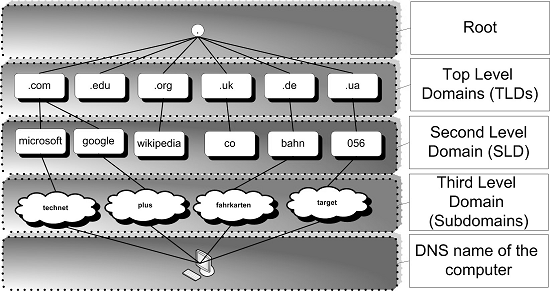 .
Root
.com .edu .org .uk .de .ua
Top Level
Domains (TLDs)
microsoft google wikipedia co bahn 056
Second Level
Domain (SLD)
technet plus fahrkarten target
Third Level
Domain
(Subdomains)
DNS name of the
computer